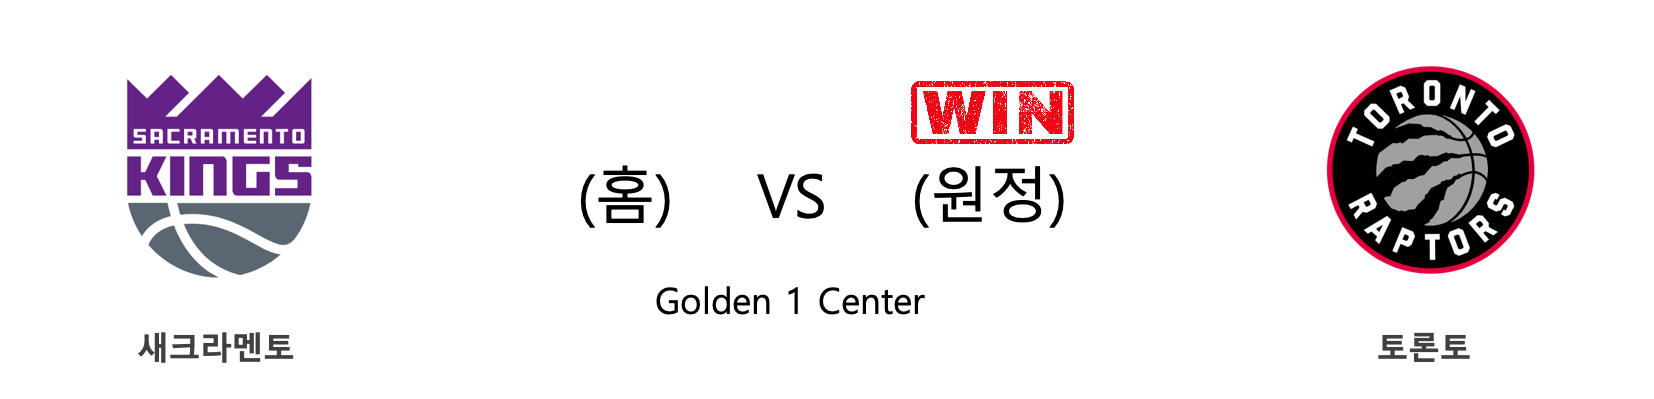 SACRAMENTO
KINGS
새크라멘토
WIN
(홈) VS (원정)
Golden 1 Center
TORONTO
RAPTORS
토론토